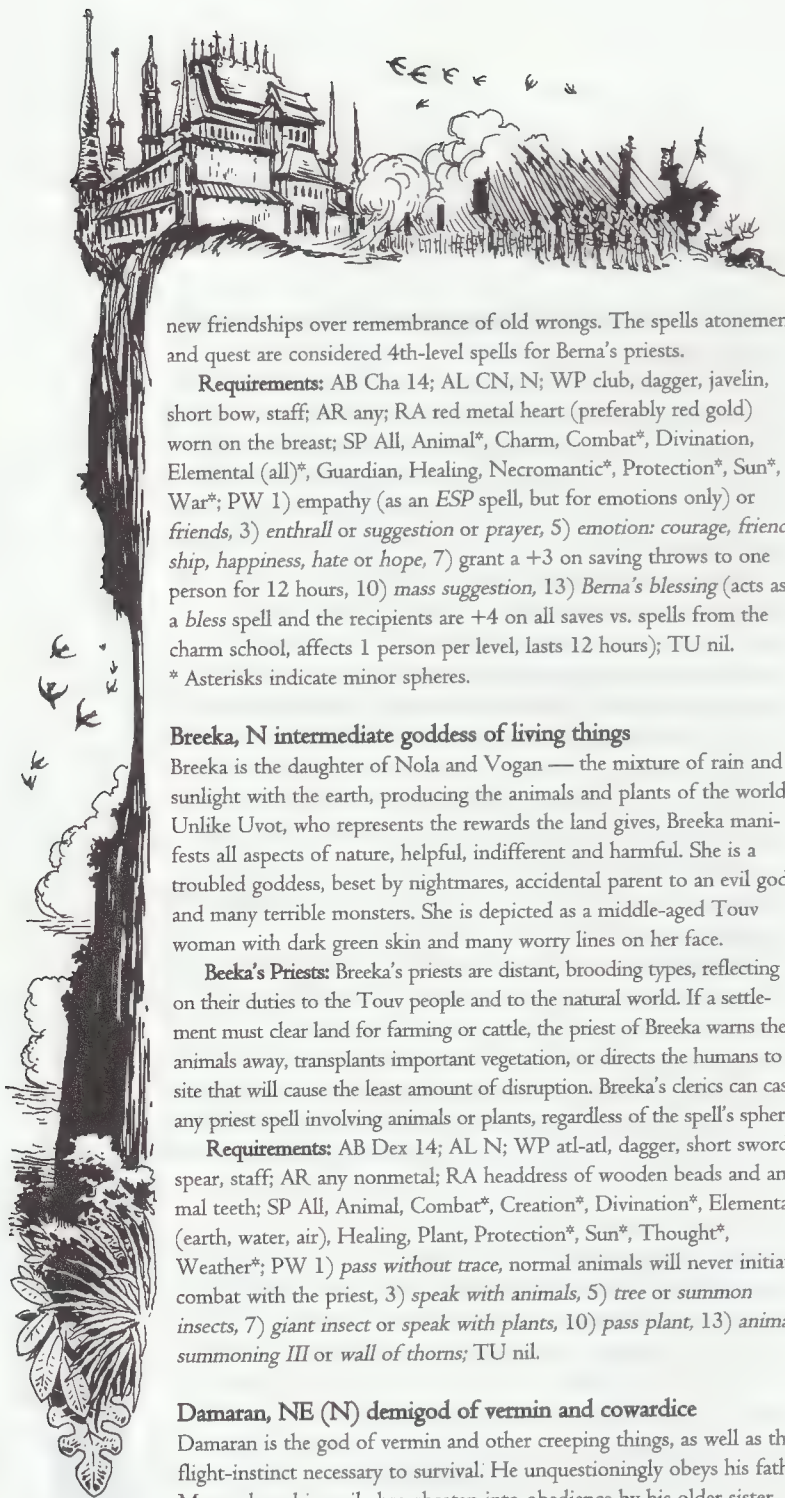 new friendships over remembrance of old wrongs. The spells atonemen
and quest are considered 4th-level spells for Berna's priests.
Requirements: AB Cha 14; AL CN, N; WP club, dagger, javelin,
short bow, staff; AR any; RA red metal heart (preferably red gold)
worn on the breast; SP All, Animal*, Charm, Combat*, Divination,
Elemental (all)*, Guardian, Healing, Necromantic*, Protection*, Sun*,
War*; PW 1) empathy (as an ESP spell, but for emotions only) or
friends, 3) enthrall or suggestion or prayer, 5) emotion: courage, friend
ship, happiness, hate or hope, 7) grant a +3 on saving throws to one
person for 12 hours, 10) mass suggestion, 13) Berna's blessing (acts as
a bless spell and the recipients are +4 on all saves vs. spells from the
charm school, affects 1 person per level, lasts 12 hours); TU nil.
* Asterisks indicate minor spheres.
Breeka, N intermediate goddess of living things
Breeka is the daughter of Nola and Vogan — the mixture of rain and
sunlight with the earth, producing the animals and plants of the world
Unlike Uvot, who represents the rewards the land gives, Breeka mani-
fests all aspects of nature, helpful, indifferent and harmful. She is a
troubled goddess, beset by nightmares, accidental parent to an evil god
and many terrible monsters. She is depicted as a middle-aged Touv
woman with dark green skin and many worry lines on her face.
Beeka's Priests: Breeka's priests are distant, brooding types, reflecting
on their duties to the Touv people and to the natural world. If a settle-
ment must clear land for farming or cattle, the priest of Breeka warns the
animals away, transplants important vegetation, or directs the humans to
site that will cause the least amount of disruption. Breeka's clerics can cas
any priest spell involving animals or plants, regardless of the spell's spher
Requirements: AB Dex 14; AL N; WP atl-atl, dagger, short sword
spear, staff; AR any nonmetal; RA headdress of wooden beads and an
mal teeth; SP All, Animal, Combat*, Creation*, Divination*, Elementa
(earth, water, air), Healing, Plant, Protection*, Sun*, Thought*,
Weather*; PW 1) pass without trace, normal animals will never initia
combat with the priest, 3) speak with animals, 5) tree or summon
insects, 7) giant insect or speak with plants, 10) pass plant, 13) anima
summoning III or wall of thorns; TU nil.
Damaran, NE (N) demigod of vermin and cowardice
Damaran is the god of vermin and other creeping things, as well as th
flight-instinct necessary to survival. He unquestioningly obeys his fath
into obedience by his older sister